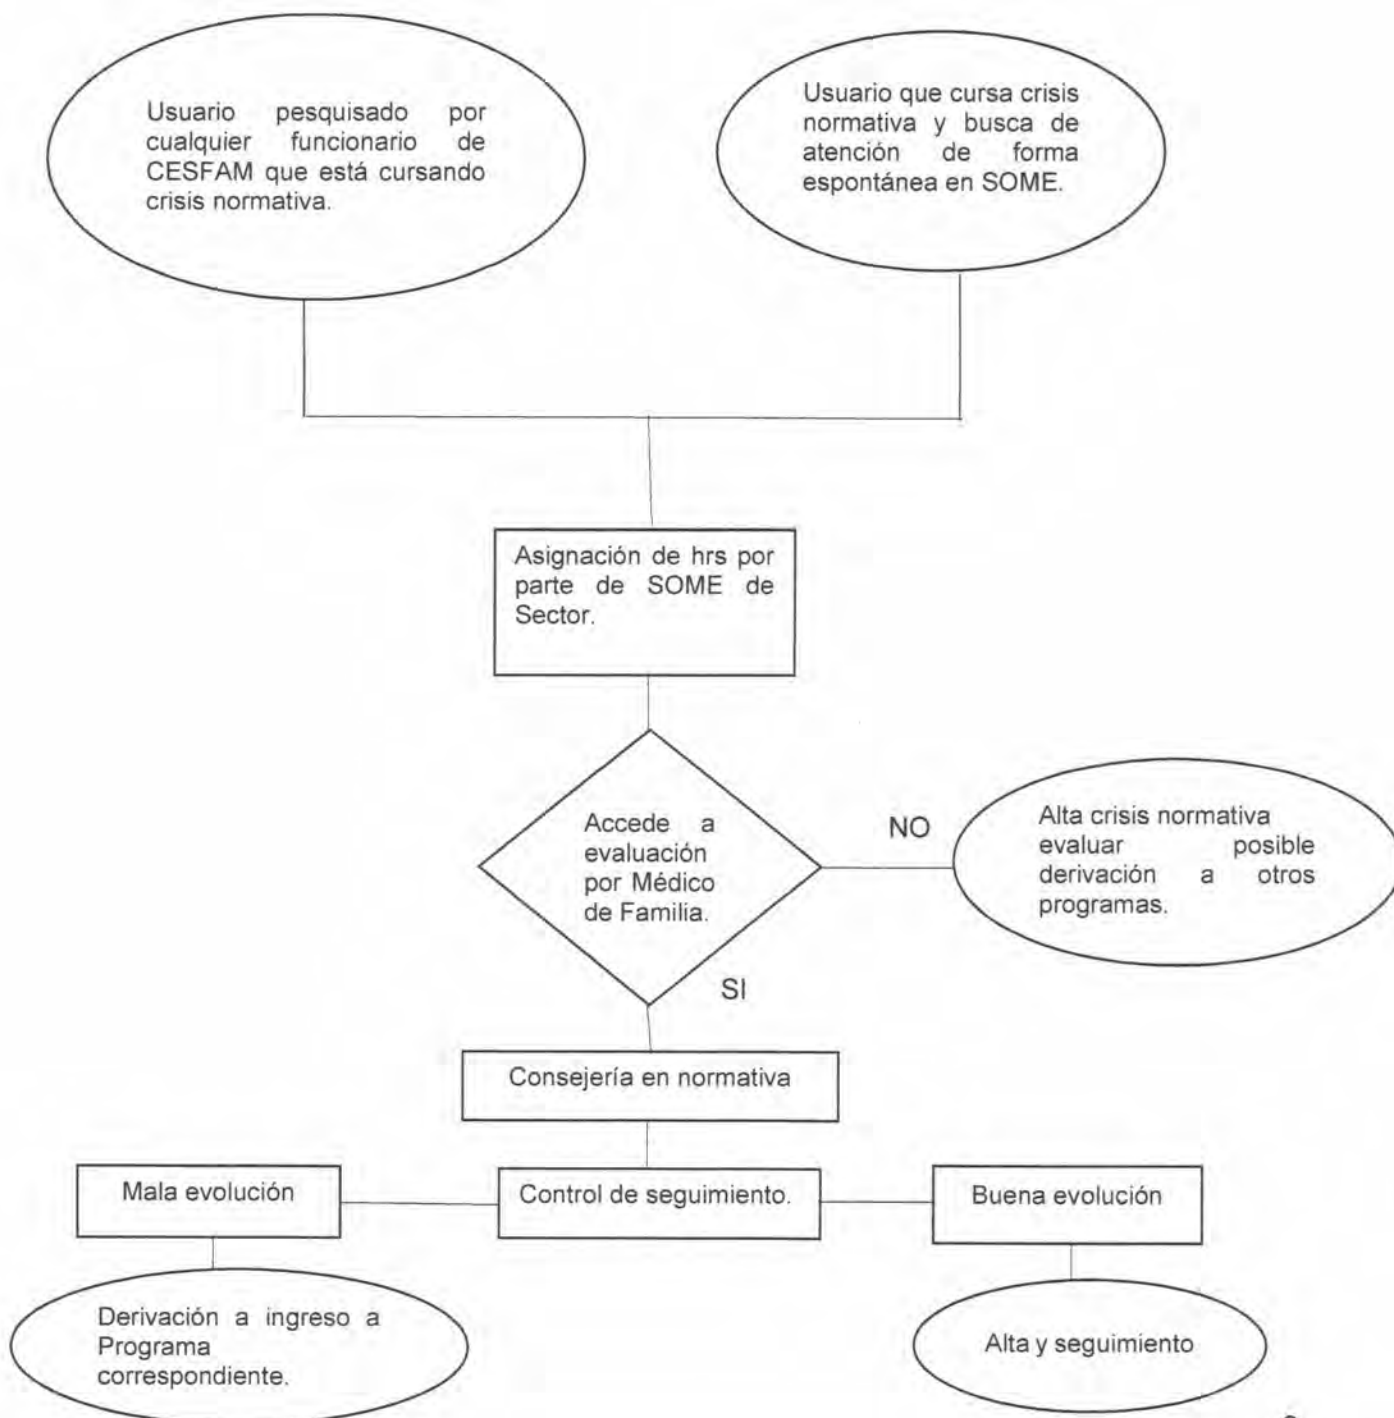 Usuario pesquisado por
cualquier funcionario de
CESFAM que está cursando
crisis normativa.
Usuario que cursa crisis
normativa y busca de
atención de forma
espontánea en SOME.
Asignación de hrs por
parte de SOME de
Sector.
Accede a
evaluación
por Médico
de Familia.
NO
Alta crisis normativa
evaluar posible
derivación a otros
programas.
SI
Consejería en normativa
Mala evolución
Control de seguimiento.
Buena evolución
Derivación a ingreso a
Programa
correspondiente.
Alta y seguimiento